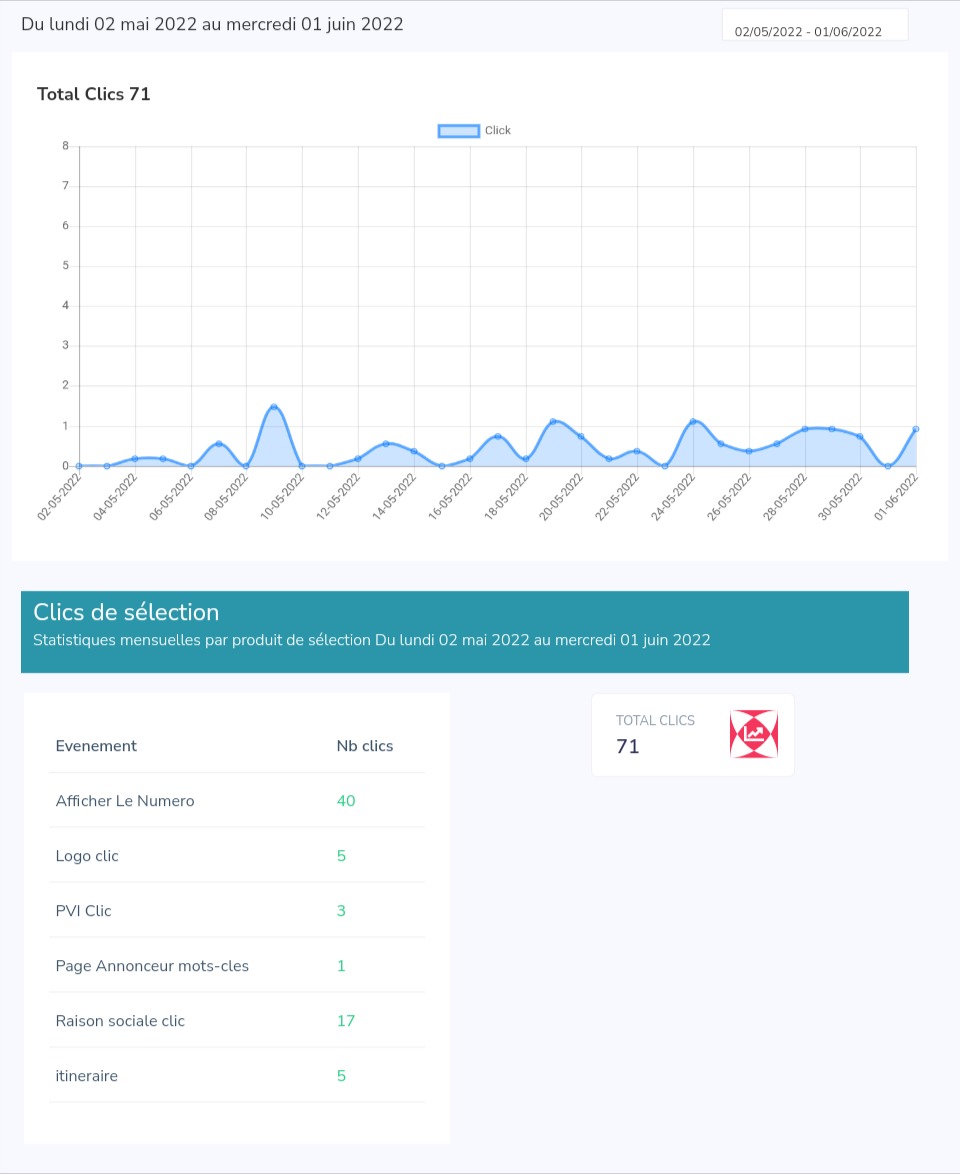 Du lundi 02 mai 2022 au mercredi 01 juin 2022
02/05/2022 - 01/06/2022
Total Clics 71
Click
8
7
6
5
4
3
2
1
0
02-05-2022
04-05-2022
06-05-2022
08-05-2022
10-05-2022
12-05-2022
14-05-2022
16-05-2022
18-05-2022
20-05-2022
22-05-2022
24-05-2022
26-05-2022
28-05-2022
30-05-2022
01-06-2022
Clics de sélection
Statistiques mensuelles par produit de sélection Du lundi 02 mai 2022 au mercredi 01 juin 2022
Evenement Nb clics
Afficher Le Numero 40
Logo clic 5
PVI Clic 3
Page Annonceur mots-cles 1
Raison sociale clic 17
itineraire 5
TOTAL CLICS
71